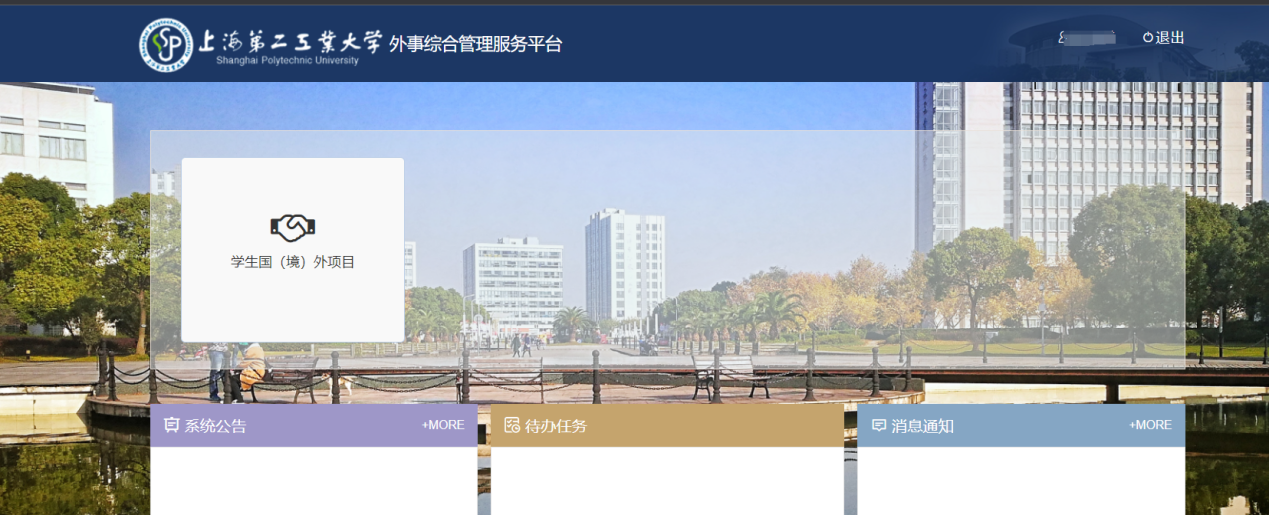 上海第二工业大学 外事综合管理服务平台
Shanghai Polytechnic University
退出
学生国（境）外项目
系统公告 +MORE
待办任务
消息通知 +MORE